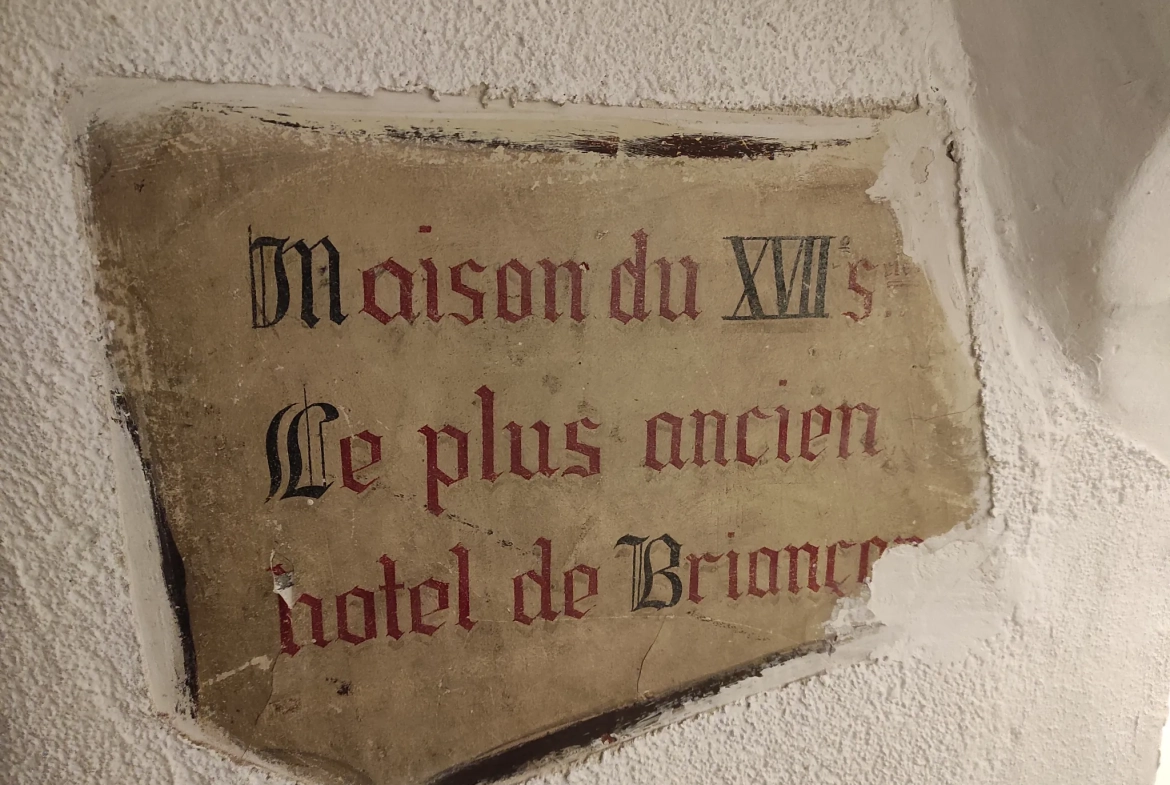 Maison du XVIIᵉ s.
Le plus ancien
hotel de